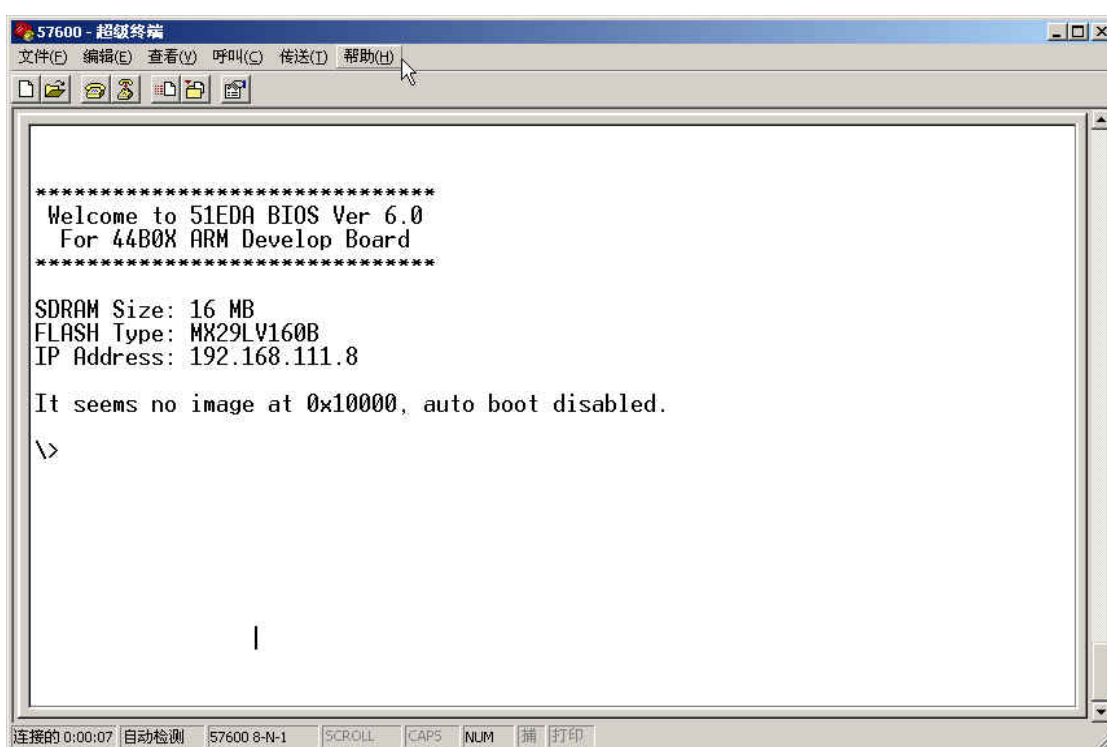 57600 - 超级终端
文件(F) 编辑(E) 查看(V) 呼叫(C) 传送(T) 帮助(H)
*******************************
Welcome to 51EDA BIOS Ver 6.0
For 44B0X ARM Develop Board
*******************************
SDRAM Size: 16 MB
FLASH Type: MX29LV160B
IP Address: 192.168.111.8
It seems no image at 0x10000, auto boot disabled.
\>
连接的 0:00:07 自动检测 57600 8-N-1 SCROLL CAPS NUM 捕 打印